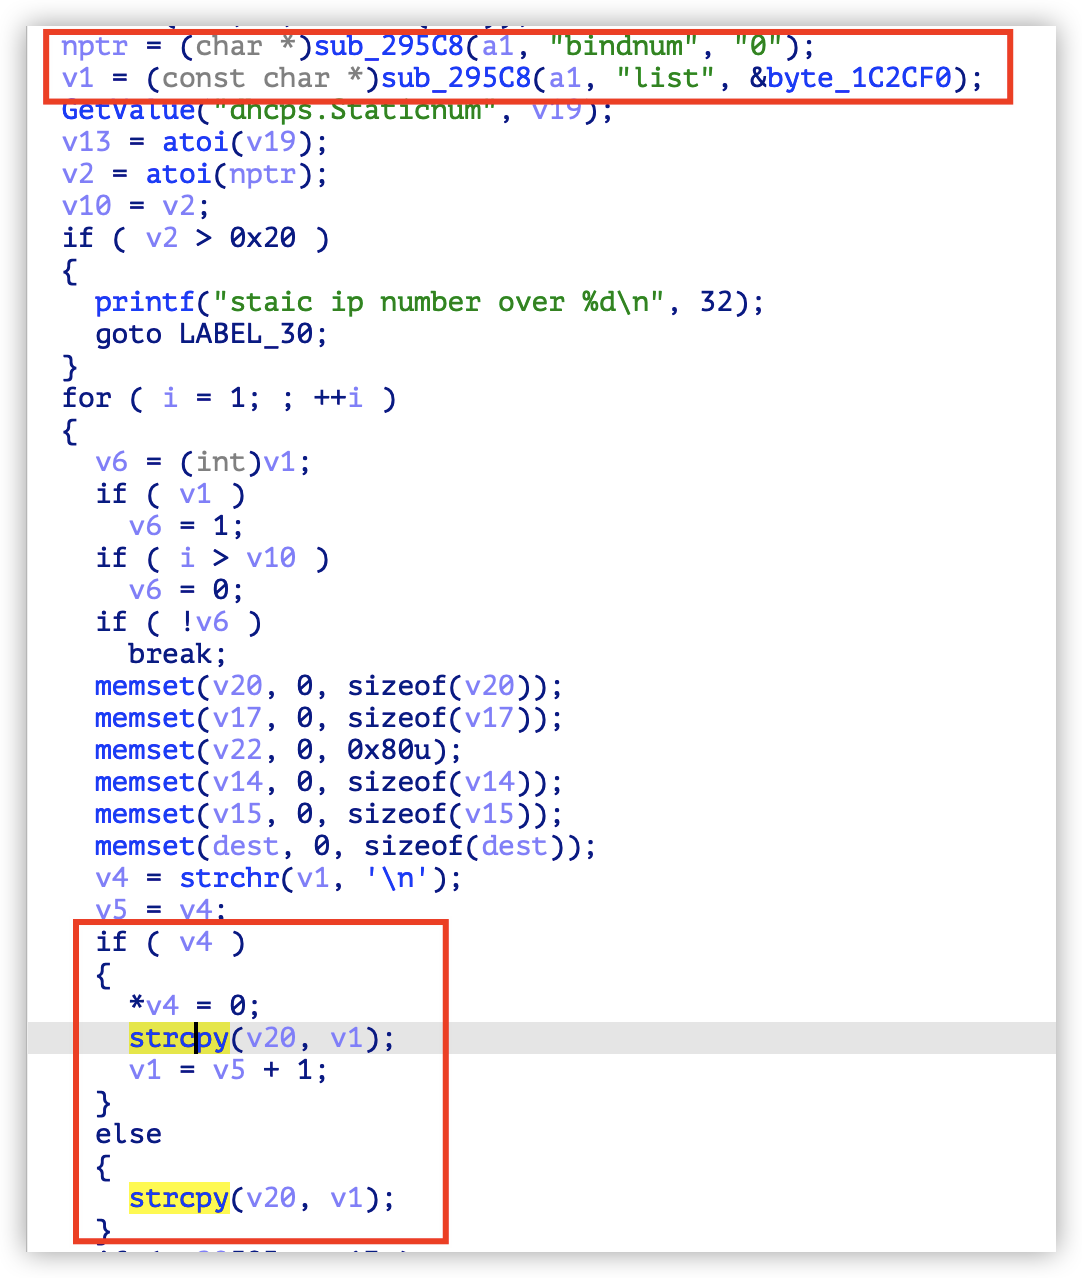 nptr = (char *)sub_295C8(a1, "bindnum", "0");
v1 = (const char *)sub_295C8(a1, "list", &byte_1C2CF0);
GetValue("dhcps.Staticnum", v19);
v13 = atoi(v19);
v2 = atoi(nptr);
v10 = v2;
if ( v2 > 0x20 )
{
printf("staic ip number over %d\n", 32);
goto LABEL_30;
}
for ( i = 1; ; ++i )
{
v6 = (int)v1;
if ( v1 )
v6 = 1;
if ( i > v10 )
v6 = 0;
if ( !v6 )
break;
memset(v20, 0, sizeof(v20));
memset(v17, 0, sizeof(v17));
memset(v22, 0, 0x80u);
memset(v14, 0, sizeof(v14));
memset(v15, 0, sizeof(v15));
memset(dest, 0, sizeof(dest));
v4 = strchr(v1, '\n');
v5 = v4;
if ( v4 )
{
*v4 = 0;
strcpy(v20, v1);
v1 = v5 + 1;
}
else
{
strcpy(v20, v1);
}